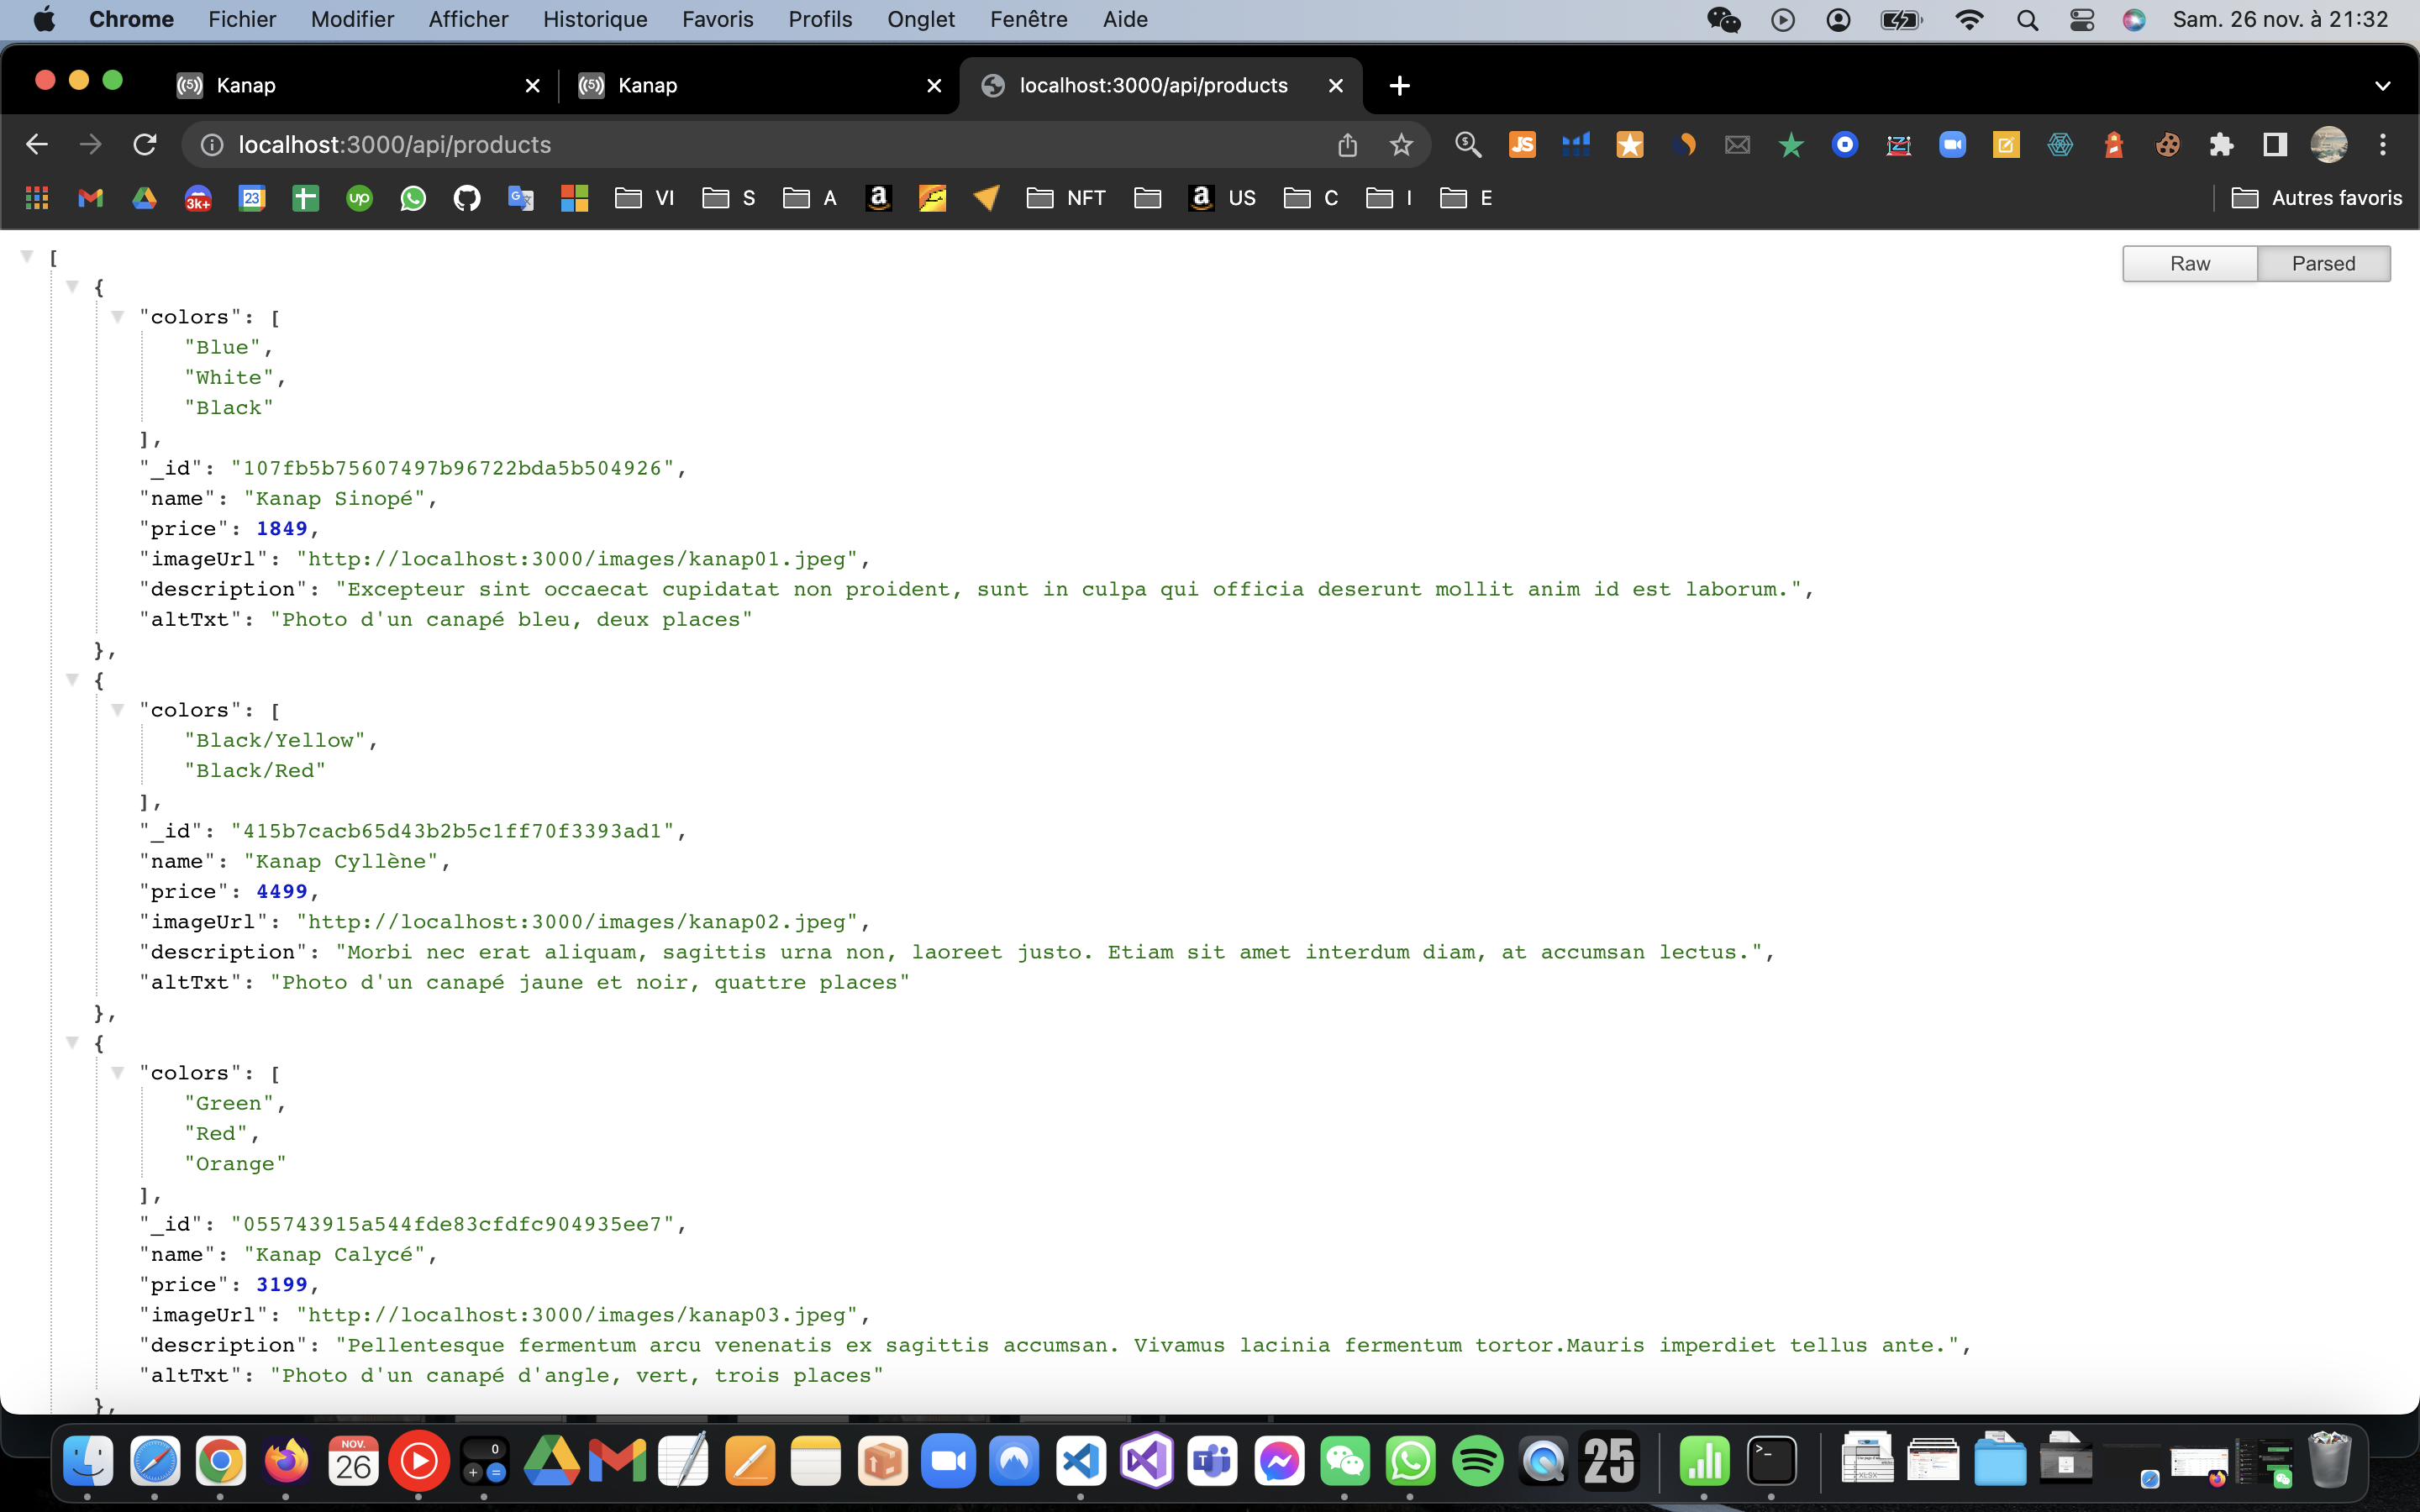 Chrome Fichier Modifier Afficher Historique Favoris Profils Onglet Fenêtre Aide Sam. 26 nov. à 21:32
Kanap Kanap localhost:3000/api/products
localhost:3000/api/products
VI S A NFT US C I E Autres favoris
Raw Parsed
[
{
"colors": [
"Blue",
"White",
"Black"
],
"_id": "107fb5b75607497b96722bda5b504926",
"name": "Kanap Sinopé",
"price": 1849,
"imageUrl": "http://localhost:3000/images/kanap01.jpeg",
"description": "Excepteur sint occaecat cupidatat non proident, sunt in culpa qui officia deserunt mollit anim id est laborum.",
"altTxt": "Photo d'un canapé bleu, deux places"
},
{
"colors": [
"Black/Yellow",
"Black/Red"
],
"_id": "415b7cacb65d43b2b5c1ff70f3393ad1",
"name": "Kanap Cyllène",
"price": 4499,
"imageUrl": "http://localhost:3000/images/kanap02.jpeg",
"description": "Morbi nec erat aliquam, sagittis urna non, laoreet justo. Etiam sit amet interdum diam, at accumsan lectus.",
"altTxt": "Photo d'un canapé jaune et noir, quattre places"
},
{
"colors": [
"Green",
"Red",
"Orange"
],
"_id": "055743915a544fde83cfdfc904935ee7",
"name": "Kanap Calycé",
"price": 3199,
"imageUrl": "http://localhost:3000/images/kanap03.jpeg",
"description": "Pellentesque fermentum arcu venenatis ex sagittis accumsan. Vivamus lacinia fermentum tortor.Mauris imperdiet tellus ante.",
"altTxt": "Photo d'un canapé d'angle, vert, trois places"
},
NOV.
26
0
25